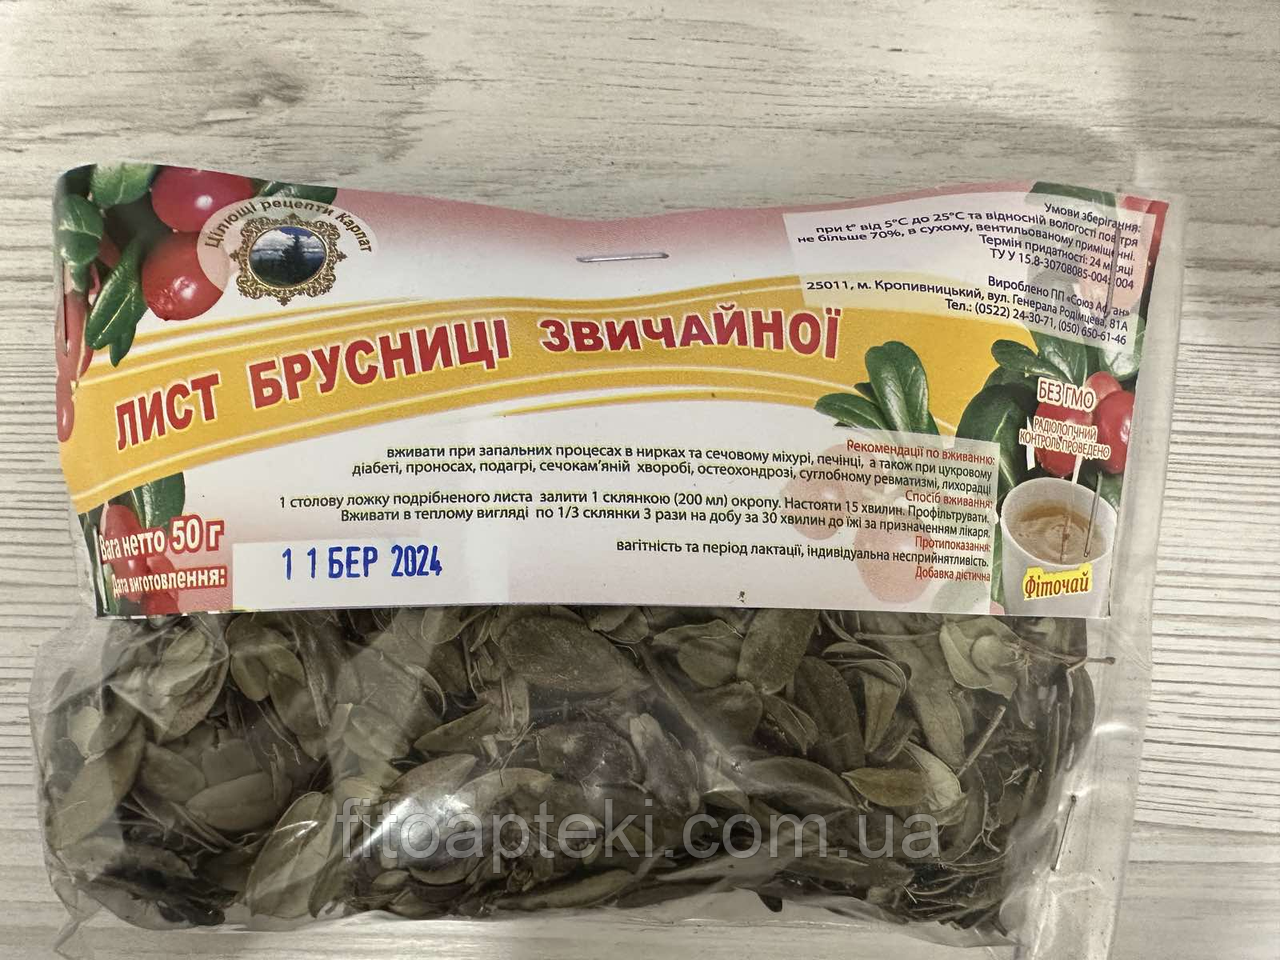 Цілющі рецепти Карпат
Умови зберігання:
при t° від 5°С до 25°С та відносній вологості повітря
не більше 70%, в сухому, вентильованому приміщенні.
Термін придатності: 24 місяці
ТУ У 15.8-30708085-004:2004
Вироблено ПП «Союз Афган»
25011, м. Кропивницький, вул. Генерала Родімцева, 81А
Тел.: (0522) 24-30-71, (050) 650-61-46
ЛИСТ БРУСНИЦІ ЗВИЧАЙНОЇ
БЕЗ ГМО
РАДІОЛОГІЧНИЙ
КОНТРОЛЬ ПРОВЕДЕНО
Рекомендації по вживанню:
вживати при запальних процесах в нирках та сечовому міхурі, печінці, а також при цукровому
діабеті, проносах, подагрі, сечокам’яній хворобі, остеохондрозі, суглобному ревматизмі, лихорадці
Спосіб вживання:
1 столову ложку подрібненого листа залити 1 склянкою (200 мл) окропу. Настояти 15 хвилин. Профільтрувати.
Вживати в теплому вигляді по 1/3 склянки 3 рази на добу за 30 хвилин до їжі за призначенням лікаря.
Протипоказання:
вагітність та період лактації, індивідуальна несприйнятливість.
Добавка дієтична
Фіточай
Вага нетто 50 г
Дата виготовлення:
11 БЕР 2024
fitoapteki.com.ua